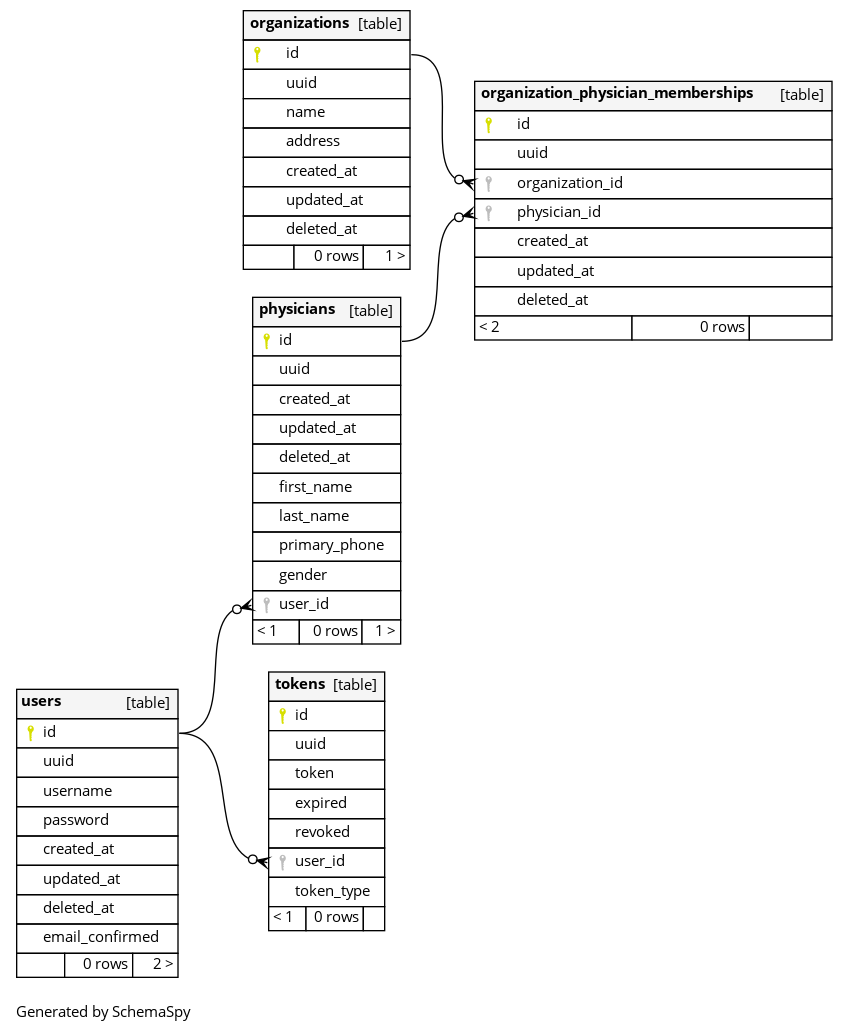 organizations [table]
id
uuid
name
address
created_at
updated_at
deleted_at
0 rows 1 >
organization_physician_memberships [table]
id
uuid
organization_id
physician_id
created_at
updated_at
deleted_at
< 2 0 rows
physicians [table]
id
uuid
created_at
updated_at
deleted_at
first_name
last_name
primary_phone
gender
user_id
< 1 0 rows 1 >
users [table]
id
uuid
username
password
created_at
updated_at
deleted_at
email_confirmed
0 rows 2 >
tokens [table]
id
uuid
token
expired
revoked
user_id
token_type
< 1 0 rows
Generated by SchemaSpy